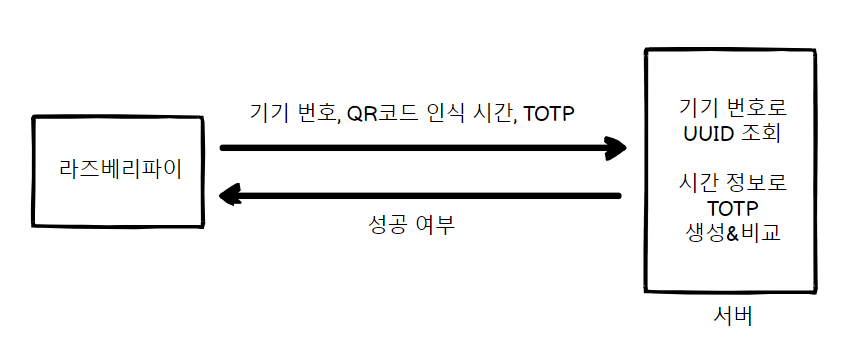 기기 번호, QR코드 인식 시간, TOTP
라즈베리파이
성공 여부
기기 번호로
UUID 조회
시간 정보로
TOTP
생성&비교
서버